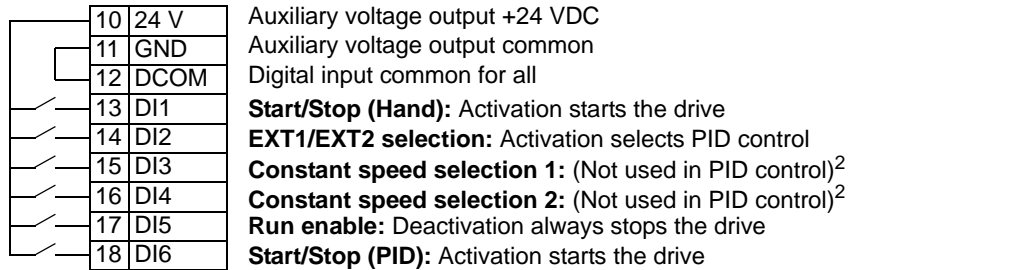 10 24 V Auxiliary voltage output +24 VDC
11 GND Auxiliary voltage output common
12 DCOM Digital input common for all
13 DI1 Start/Stop (Hand): Activation starts the drive
14 DI2 EXT1/EXT2 selection: Activation selects PID control
15 DI3 Constant speed selection 1: (Not used in PID control)2
16 DI4 Constant speed selection 2: (Not used in PID control)2
17 DI5 Run enable: Deactivation always stops the drive
18 DI6 Start/Stop (PID): Activation starts the drive